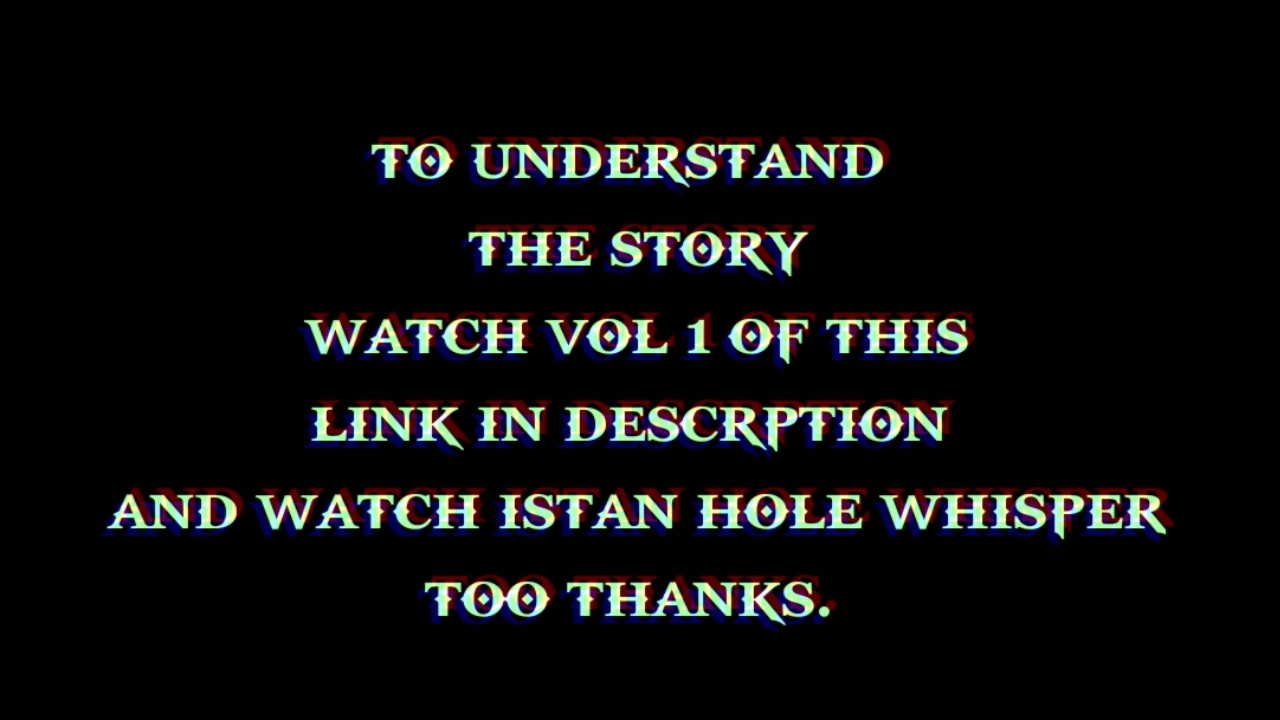 TO UNDERSTAND
THE STORY
WATCH VOL 1 OF THIS
LINK IN DESCRPTION
AND WATCH ISTAN HOLE WHISPER
TOO THANKS.